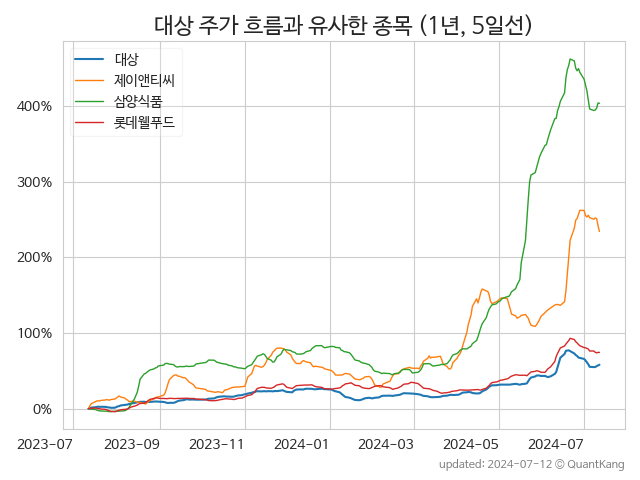 대상 주가 흐름과 유사한 종목 (1년, 5일선)
대상
제이앤티씨
삼양식품
롯데웰푸드
400%
300%
200%
100%
0%
2023-07 2023-09 2023-11 2024-01 2024-03 2024-05 2024-07
updated: 2024-07-12 © QuantKang